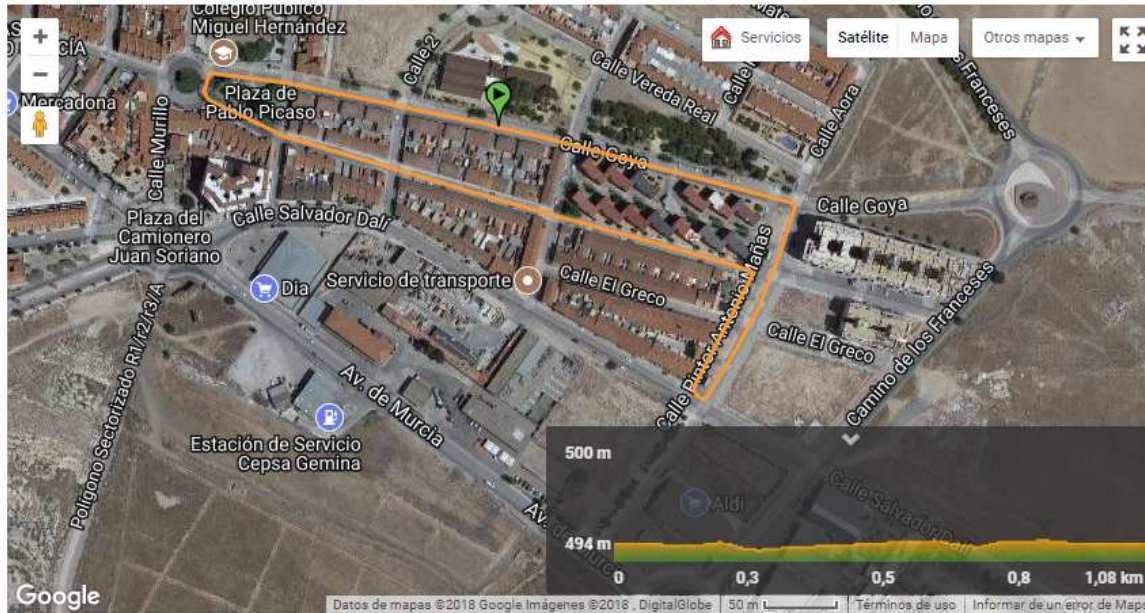 Colegio Público
Miguel Hernández
Servicios
Satélite
Mapa
Otros mapas
Mercadona
Calle 2
Calle Vereda Real
Calle Aora
Franceses
Plaza de
Pablo Picaso
Calle Murillo
Calle Goya
Calle Goya
Calle Salvador Dalí
Plaza del
Camionero
Juan Soriano
Dia
Servicio de transporte
Calle El Greco
Calle Pintor Antonio Mañas
Calle El Greco
Camino de los Franceses
Polígono Sectorizado R1/r2/r3/A
Av. de Murcia
Estación de Servicio
Cepsa Gemina
500 m
Aldi
Calle Salvador Dalí
Av. de Murcia
494 m
0
0,3
0,5
0,8
1,08 km
Google
Datos de mapas ©2018 Google Imágenes ©2018 , DigitalGlobe
50 m
Términos de uso
Informar de un error de Map